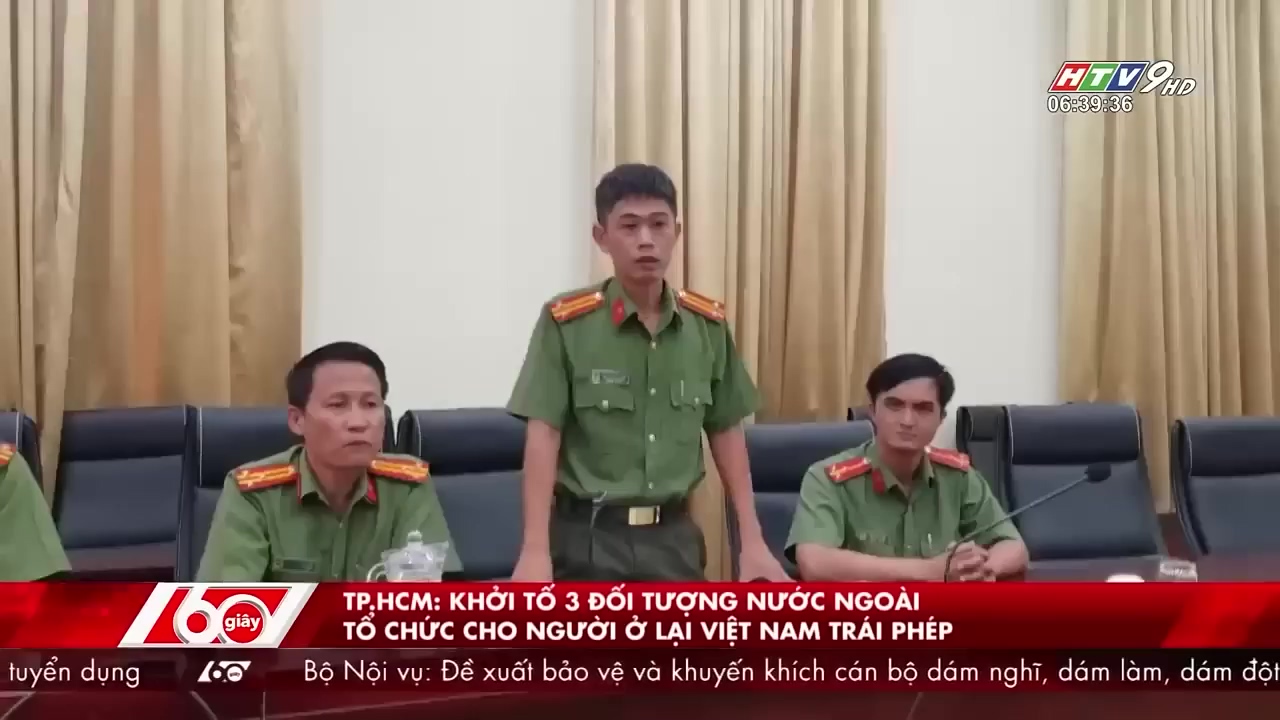 HTV9HD
06:39:36
60 giây
TP.HCM: KHỞI TỐ 3 ĐỐI TƯỢNG NƯỚC NGOÀI
TỔ CHỨC CHO NGƯỜI Ở LẠI VIỆT NAM TRÁI PHÉP
tuyển dụng 60 Bộ Nội vụ: Đề xuất bảo vệ và khuyến khích cán bộ dám nghĩ, dám làm, dám đột